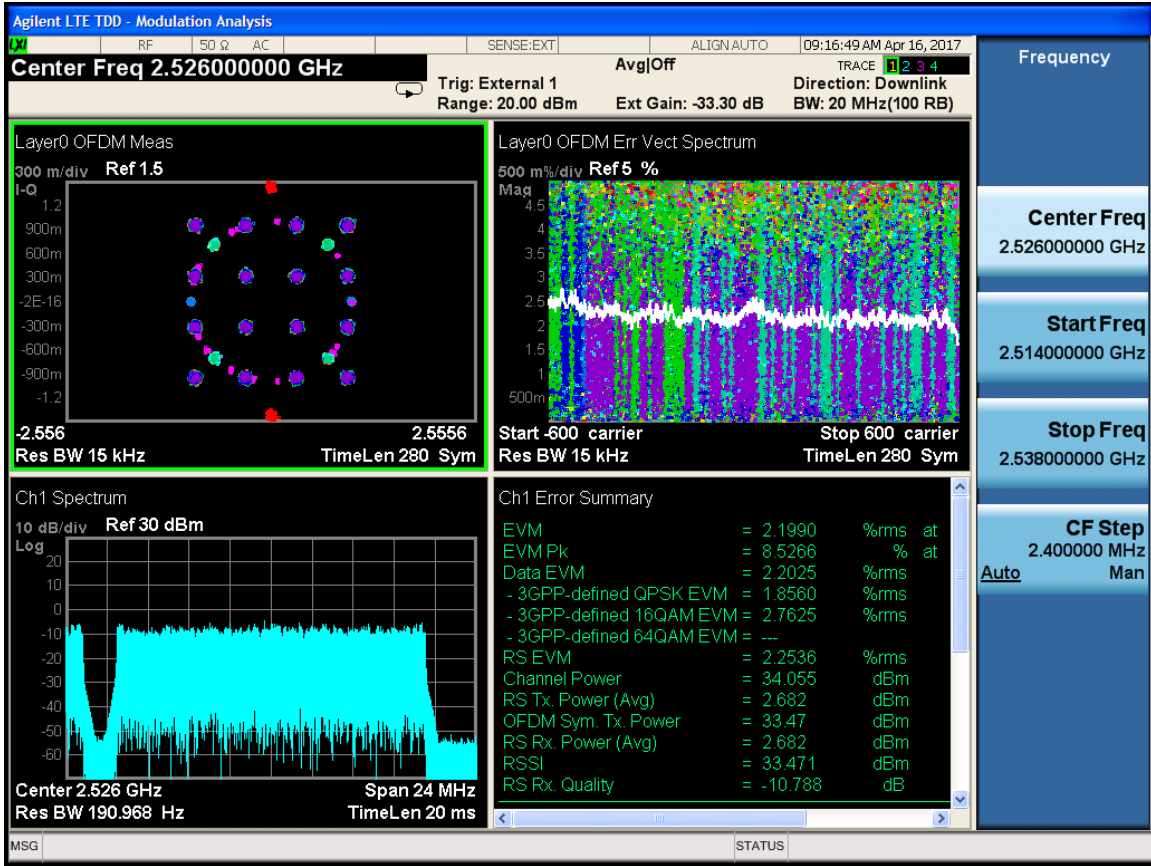 Agilent LTE TDD - Modulation Analysis
LXI RF 50 Ω AC SENSE:EXT ALIGN AUTO 09:16:49 AM Apr 16, 2017
Center Freq 2.526000000 GHz
Avg|Off
TRACE 1 2 3 4
Trig: External 1
Direction: Downlink
Range: 20.00 dBm
Ext Gain: -33.30 dB
BW: 20 MHz(100 RB)
Layer0 OFDM Meas
300 m/div Ref 1.5
I-Q
1.2
900m
600m
300m
-2E-16
-300m
-600m
-900m
-1.2
-2.556 2.5556
Res BW 15 kHz TimeLen 280 Sym
Layer0 OFDM Err Vect Spectrum
500 m%/div Ref 5 %
Mag
4.5
4
3.5
3
2.5
2
1.5
1
500m
Start -600 carrier Stop 600 carrier
Res BW 15 kHz TimeLen 280 Sym
Ch1 Spectrum
10 dB/div Ref 30 dBm
Log
20
10
0
-10
-20
-30
-40
-50
-60
Center 2.526 GHz Span 24 MHz
Res BW 190.968 Hz TimeLen 20 ms
Ch1 Error Summary
EVM = 2.1990 %rms at
EVM Pk = 8.5266 % at
Data EVM = 2.2025 %rms
- 3GPP-defined QPSK EVM = 1.8560 %rms
- 3GPP-defined 16QAM EVM = 2.7625 %rms
- 3GPP-defined 64QAM EVM = ---
RS EVM = 2.2536 %rms
Channel Power = 34.055 dBm
RS Tx. Power (Avg) = 2.682 dBm
OFDM Sym. Tx. Power = 33.47 dBm
RS Rx. Power (Avg) = 2.682 dBm
RSSI = 33.471 dBm
RS Rx. Quality = -10.788 dB
Frequency
Center Freq
2.526000000 GHz
Start Freq
2.514000000 GHz
Stop Freq
2.538000000 GHz
CF Step
2.400000 MHz
Auto Man
MSG STATUS